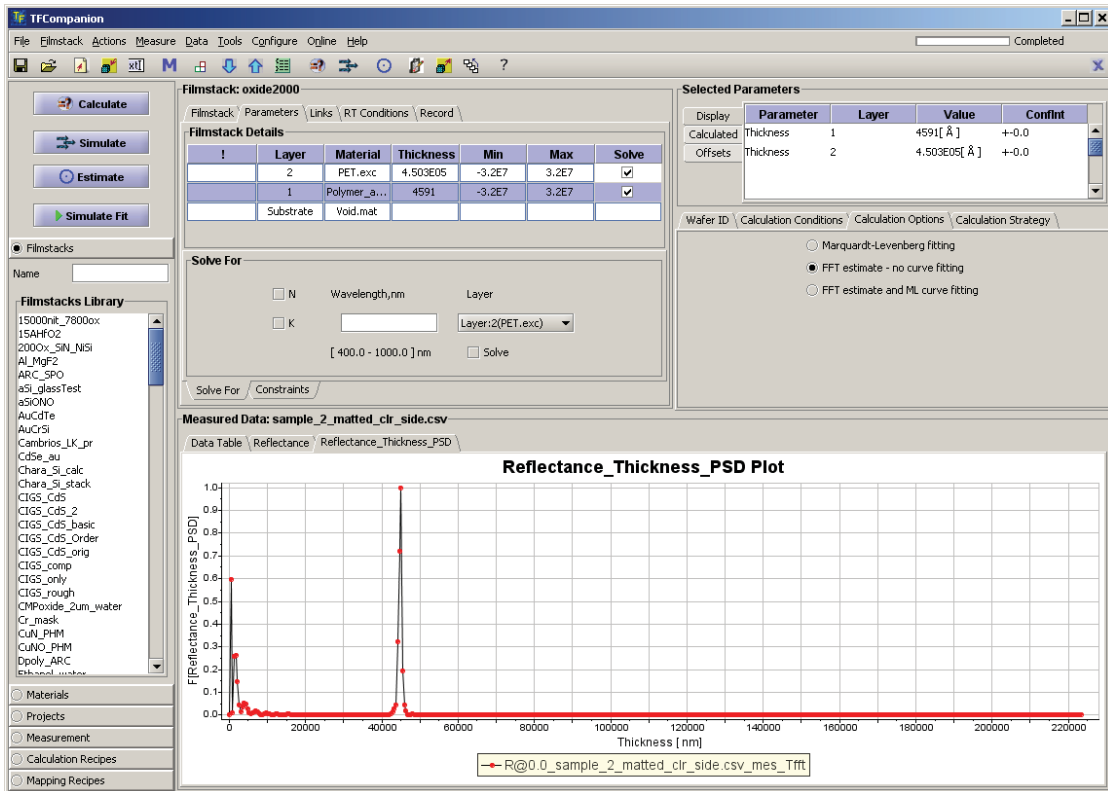 TFCompanion
File Filmstack Actions Measure Data Tools Configure Online Help
Completed
Calculate
Simulate
Estimate
Simulate Fit
Filmstacks
Name
Filmstacks Library
15000nit_7800ox
15AHfO2
200Ox_SiN_NiSi
Al_MgF2
ARC_SPO
aSi_glassTest
aSiONO
AuCdTe
AuCrSi
Cambrios_LK_pr
CdSe_au
Chara_Si_calc
Chara_Si_stack
CIGS_CdS
CIGS_CdS_2
CIGS_CdS_basic
CIGS_CdS_Order
CIGS_CdS_orig
CIGS_comp
CIGS_only
CIGS_rough
CMPoxide_2um_water
Cr_mask
CuN_PHM
CuNO_PHM
Dpoly_ARC
Ethanol_water
Materials
Projects
Measurement
Calculation Recipes
Mapping Recipes
Filmstack: oxide2000
Filmstack Parameters Links RT Conditions Record
Filmstack Details
! Layer Material Thickness Min Max Solve
2 PET.exc 4.503E05 -3.2E7 3.2E7
1 Polymer_a... 4591 -3.2E7 3.2E7
Substrate Void.mat
Solve For
N Wavelength,nm Layer
K Layer:2(PET.exc)
[ 400.0 - 1000.0 ] nm Solve
Solve For Constraints
Selected Parameters
Display Parameter Layer Value ConfInt
Calculated Thickness 1 4591[ Å ] +-0.0
Offsets Thickness 2 4.503E05[ Å ] +-0.0
Wafer ID Calculation Conditions Calculation Options Calculation Strategy
Marquardt-Levenberg fitting
FFT estimate - no curve fitting
FFT estimate and ML curve fitting
Measured Data: sample_2_matted_clr_side.csv
Data Table Reflectance Reflectance_Thickness_PSD
Reflectance_Thickness_PSD Plot
F[Reflectance_Thickness_PSD]
1.0
0.9
0.8
0.7
0.6
0.5
0.4
0.3
0.2
0.1
0.0
0 20000 40000 60000 80000 100000 120000 140000 160000 180000 200000 220000
Thickness [ nm]
R@0.0_sample_2_matted_clr_side.csv_mes_Tfft